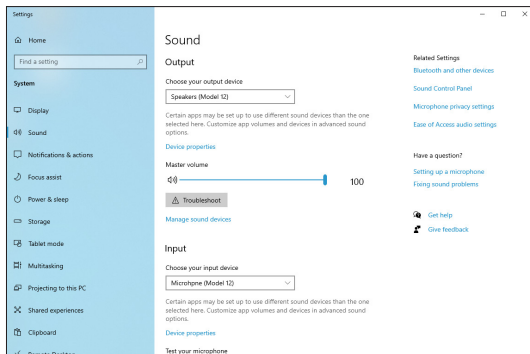 Settings
Home
Find a setting
System
Display
Sound
Notifications & actions
Focus assist
Power & sleep
Storage
Tablet mode
Multitasking
Projecting to this PC
Shared experiences
Clipboard
Remote Desktop
Sound
Output
Choose your output device
Speakers (Model 12)
Certain apps may be set up to use different sound devices than the one
selected here. Customize app volumes and devices in advanced sound
options.
Device properties
Master volume
100
Troubleshoot
Manage sound devices
Input
Choose your input device
Microhpne (Model 12)
Certain apps may be set up to use different sound devices than the one
selected here. Customize app volumes and devices in advanced sound
options.
Device properties
Test your microphone
Related Settings
Bluetooth and other devices
Sound Control Panel
Microphone privacy settings
Ease of Access audio settings
Have a question?
Setting up a microphone
Fixing sound problems
Get help
Give feedback